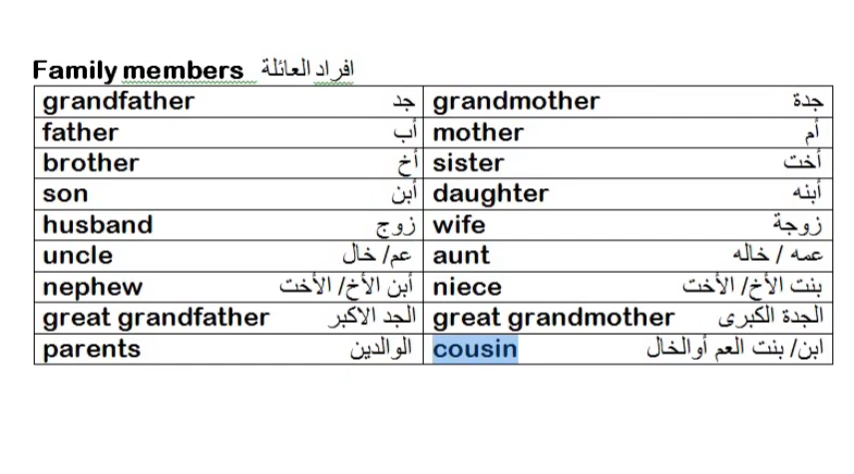 Family members افراد العائلة
grandfather جد grandmother جدة
father أب mother أم
brother أخ sister أخت
son أبن daughter أبنه
husband زوج wife زوجة
uncle عم/ خال aunt عمه / خاله
nephew أبن الأخ/ الأخت niece بنت الأخ/ الأخت
great grandfather الجد الاكبر great grandmother الجدة الكبرى
parents الوالدين cousin ابن/ بنت العم أوالخال